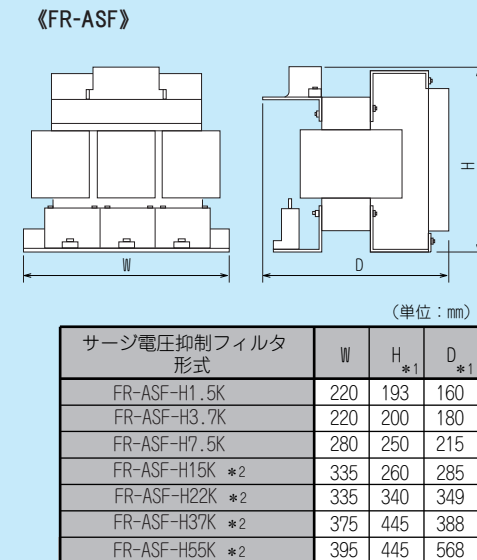 《FR-ASF》
H
W
D
(単位:mm)
サージ電圧抑制フィルタ
形式 W H *1 D *1
FR-ASF-H1.5K 220 193 160
FR-ASF-H3.7K 220 200 180
FR-ASF-H7.5K 280 250 215
FR-ASF-H15K *2 335 260 285
FR-ASF-H22K *2 335 340 349
FR-ASF-H37K *2 375 445 388
FR-ASF-H55K *2 395 445 568